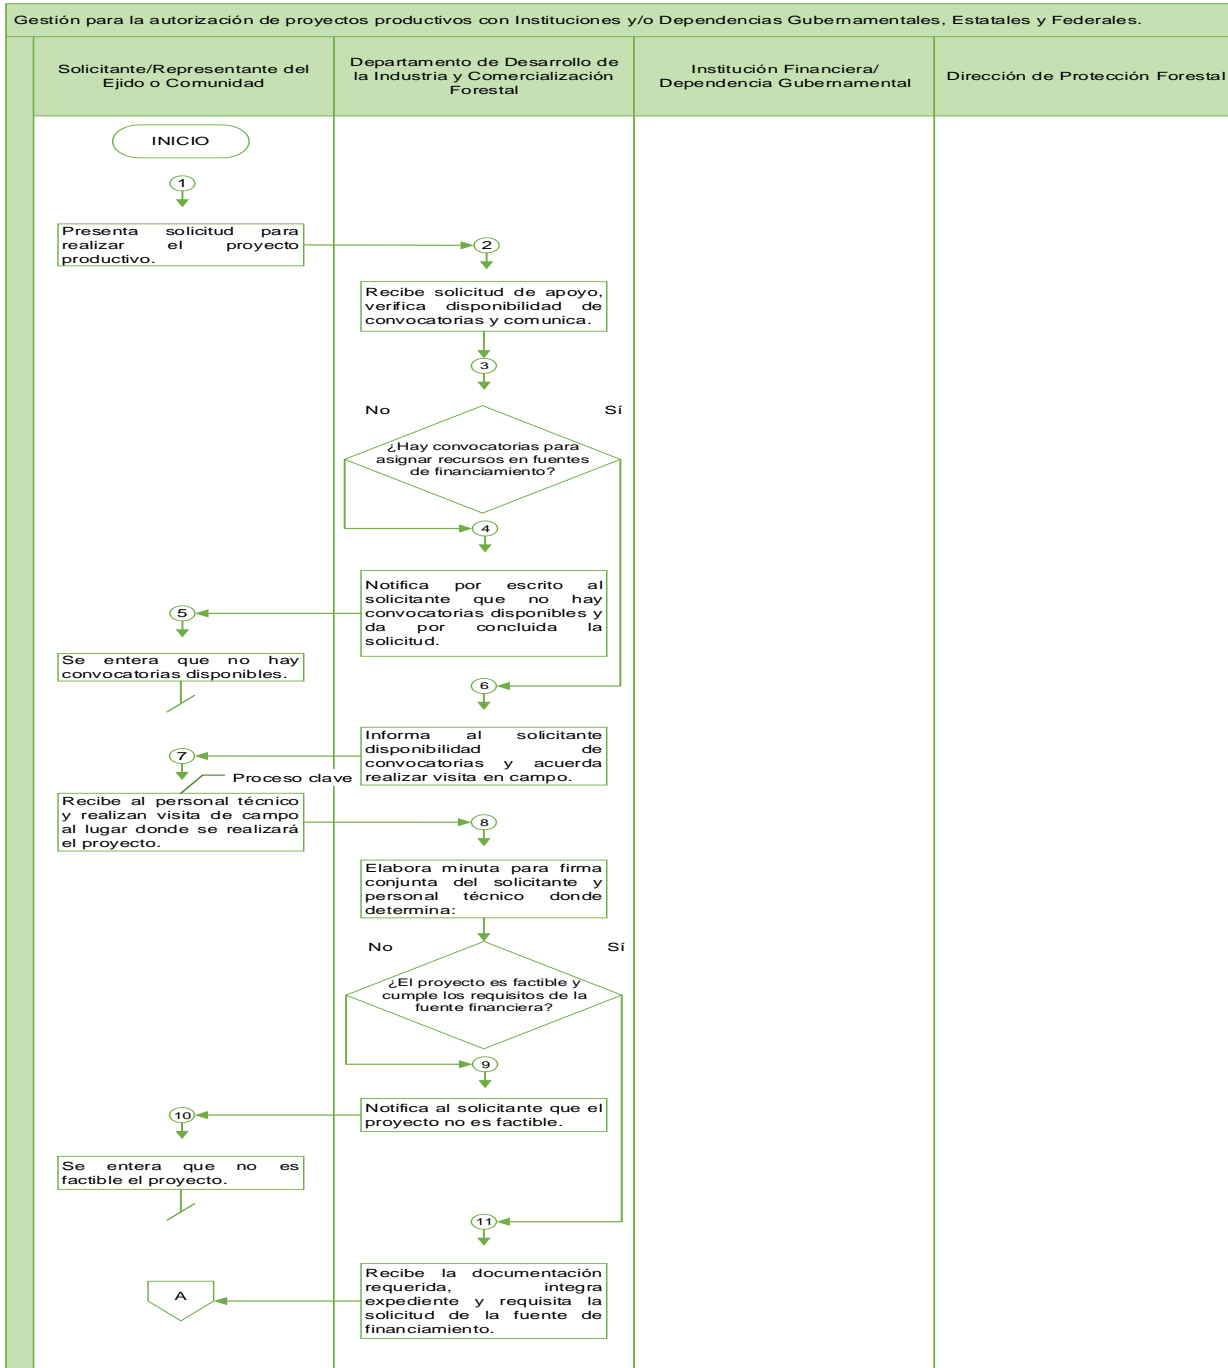 Gestión para la autorización de proyectos productivos con Instituciones y/o Dependencias Gubernamentales, Estatales y Federales.
Solicitante/Representante del
Ejido o Comunidad
Departamento de Desarrollo de
la Industria y Comercialización
Forestal
Institución Financiera/
Dependencia Gubernamental
Dirección de Protección Forestal
INICIO
1
Presenta solicitud para
realizar el proyecto
productivo.
2
Recibe solicitud de apoyo,
verifica disponibilidad de
convocatorias y comunica.
3
No
Sí
¿Hay convocatorias para
asignar recursos en fuentes
de financiamiento?
4
Notifica por escrito al
solicitante que no hay
convocatorias disponibles y
da por concluida la
solicitud.
5
Se entera que no hay
convocatorias disponibles.
6
Informa al solicitante
disponibilidad de
convocatorias y acuerda
realizar visita en campo.
7
Proceso clave
Recibe al personal técnico
y realizan visita de campo
al lugar donde se realizará
el proyecto.
8
Elabora minuta para firma
conjunta del solicitante y
personal técnico donde
determina:
No
Sí
¿El proyecto es factible y
cumple los requisitos de la
fuente financiera?
9
Notifica al solicitante que el
proyecto no es factible.
10
Se entera que no es
factible el proyecto.
11
Recibe la documentación
requerida, integra
expediente y requisita la
solicitud de la fuente de
financiamiento.
A